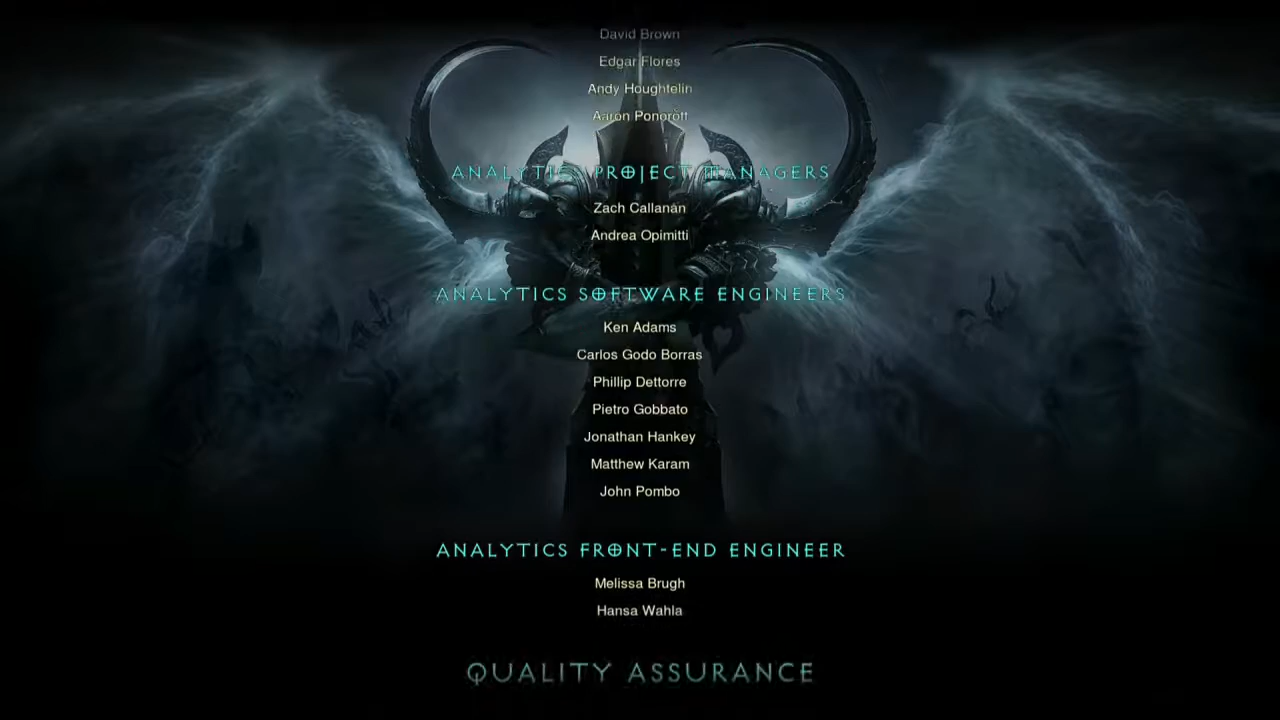 David Brown
Edgar Flores
Andy Houghtelin
Aaron Ponorŏtt
ANALYTICS PROJECT MANAGERS
Zach Callanan
Andrea Opimitti
ANALYTICS SOFTWARE ENGINEERS
Ken Adams
Carlos Godo Borras
Phillip Dettorre
Pietro Gobbato
Jonathan Hankey
Matthew Karam
John Pombo
ANALYTICS FRONT-END ENGINEER
Melissa Brugh
Hansa Wahla
QUALITY ASSURANCE